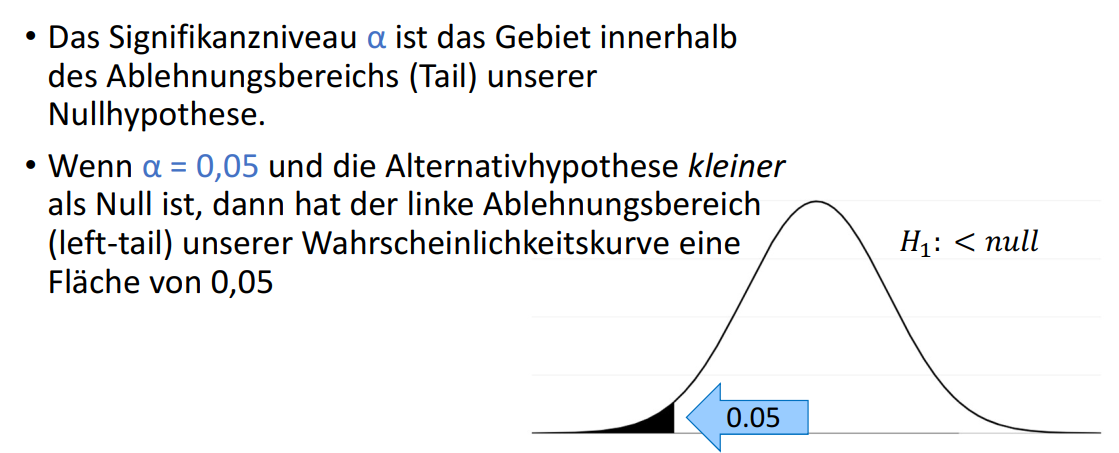 • Das Signifikanzniveau α ist das Gebiet innerhalb
des Ablehnungsbereichs (Tail) unserer
Nullhypothese.
• Wenn α = 0,05 und die Alternativhypothese kleiner
als Null ist, dann hat der linke Ablehnungsbereich
(left-tail) unserer Wahrscheinlichkeitskurve eine
Fläche von 0,05
H₁: < null
0.05